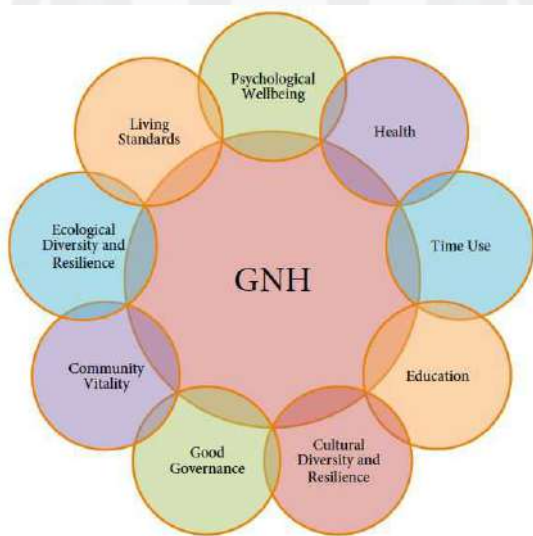 Psychological
Wellbeing
Health
Time Use
Education
Cultural
Diversity and
Resilience
Good
Governance
Community
Vitality
Ecological
Diversity and
Resilience
Living
Standards
GNH